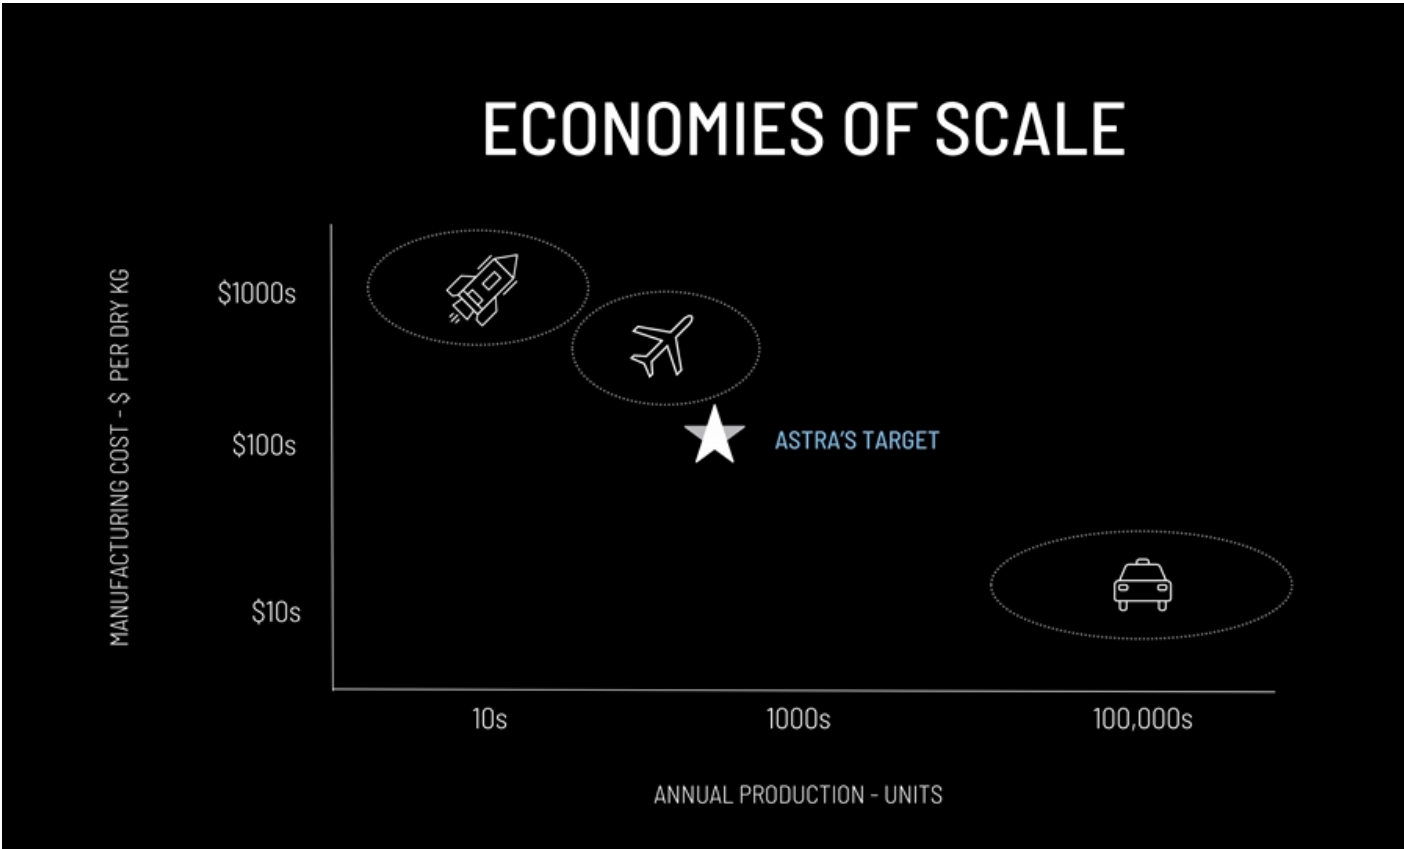 ECONOMIES OF SCALE
MANUFACTURING COST - $ PER DRY KG
$1000s
$100s
$10s
ASTRA'S TARGET
10s
1000s
100,000s
ANNUAL PRODUCTION - UNITS